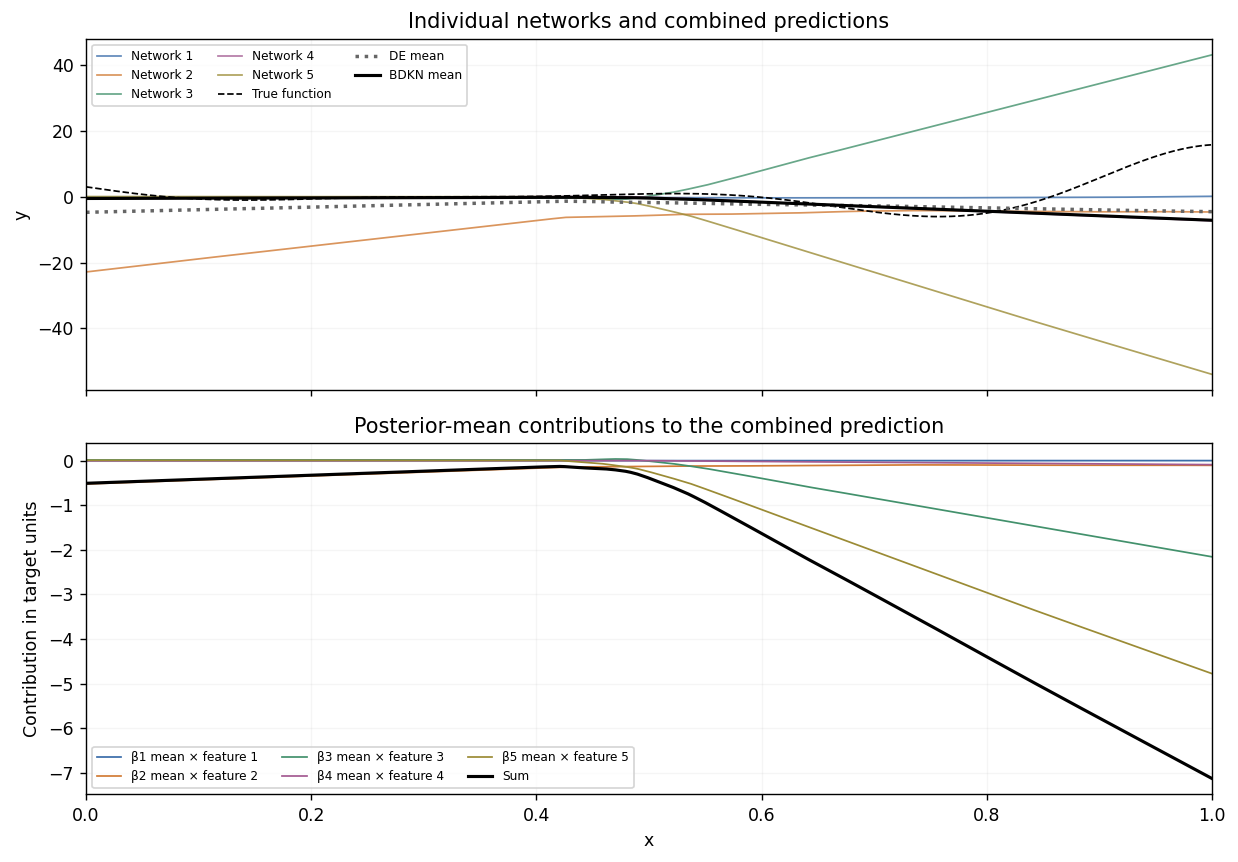 Individual networks and combined predictions
Network 1
Network 2
Network 3
Network 4
Network 5
True function
DE mean
BDKN mean
40
20
0
−20
−40
y
Posterior-mean contributions to the combined prediction
0
−1
−2
−3
−4
−5
−6
−7
Contribution in target units
β1 mean × feature 1
β2 mean × feature 2
β3 mean × feature 3
β4 mean × feature 4
β5 mean × feature 5
Sum
0.0
0.2
0.4
0.6
0.8
1.0
x